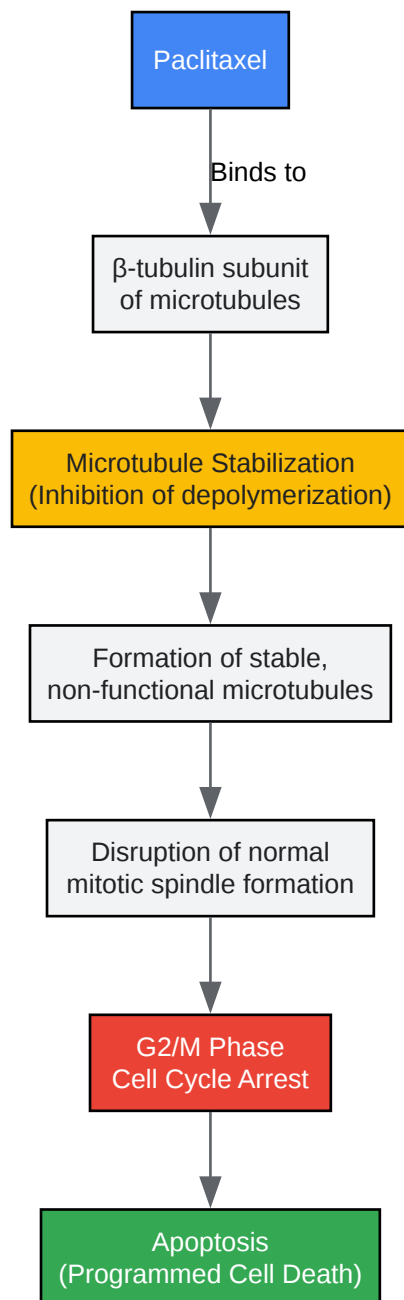 Paclitaxel
Binds to
β-tubulin subunit
of microtubules
Microtubule Stabilization
(Inhibition of depolymerization)
Formation of stable,
non-functional microtubules
Disruption of normal
mitotic spindle formation
G2/M Phase
Cell Cycle Arrest
Apoptosis
(Programmed Cell Death)